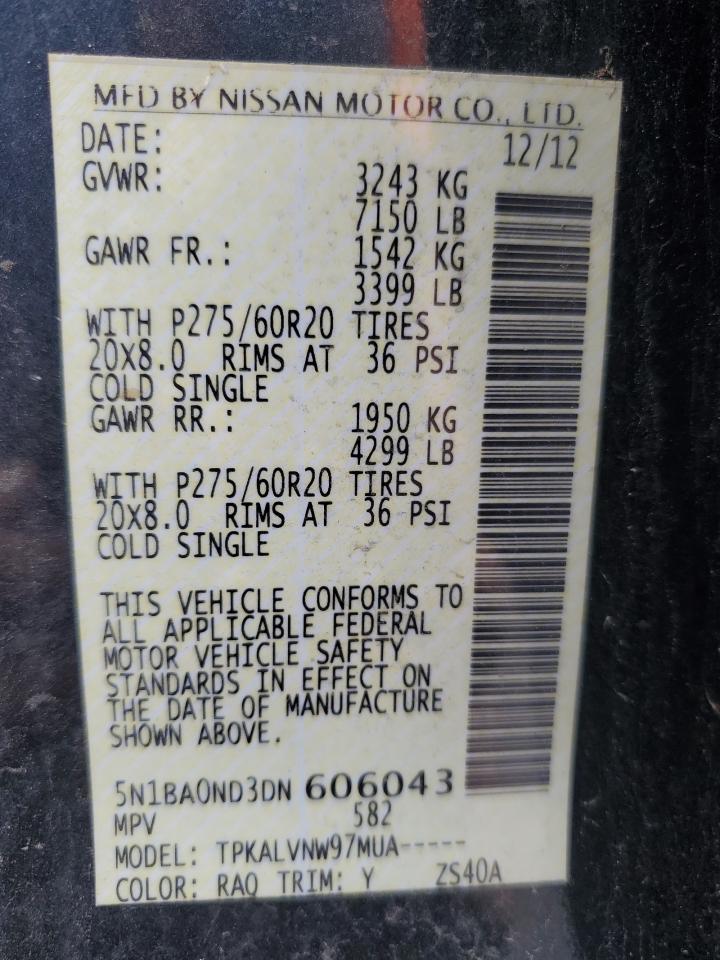 MFD BY NISSAN MOTOR CO., LTD.
DATE: 12/12
GVWR: 3243 KG
7150 LB
GAWR FR.: 1542 KG
3399 LB
WITH P275/60R20 TIRES
20X8.0 RIMS AT 36 PSI
COLD SINGLE
GAWR RR.: 1950 KG
4299 LB
WITH P275/60R20 TIRES
20X8.0 RIMS AT 36 PSI
COLD SINGLE
THIS VEHICLE CONFORMS TO
ALL APPLICABLE FEDERAL
MOTOR VEHICLE SAFETY
STANDARDS IN EFFECT ON
THE DATE OF MANUFACTURE
SHOWN ABOVE.
5N1BA0ND3DN 606043
MPV 582
MODEL: TPKALVNW97MUA-----
COLOR: RAQ TRIM: Y ZS40A